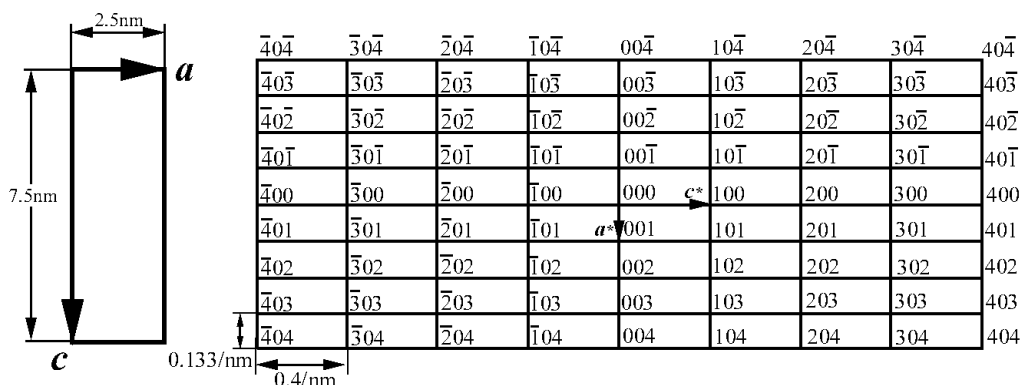 2.5nm
a
7.5nm
c
4̅04̅ 3̅04̅ 2̅04̅ 1̅04̅ 004̅ 104̅ 204̅ 304̅ 404̅
4̅03̅ 3̅03̅ 2̅03̅ 1̅03̅ 003̅ 103̅ 203̅ 303̅ 403̅
4̅02̅ 3̅02̅ 2̅02̅ 1̅02̅ 002̅ 102̅ 202̅ 302̅ 402̅
4̅01̅ 3̅01̅ 2̅01̅ 1̅01̅ 001̅ 101̅ 201̅ 301̅ 401̅
4̅00 3̅00 2̅00 1̅00 000 c* 100 200 300 400
4̅01 3̅01 2̅01 1̅01 a* 001 101 201 301 401
4̅02 3̅02 2̅02 1̅02 002 102 202 302 402
4̅03 3̅03 2̅03 1̅03 003 103 203 303 403
4̅04 3̅04 2̅04 1̅04 004 104 204 304 404
0.133/nm
0.4/nm